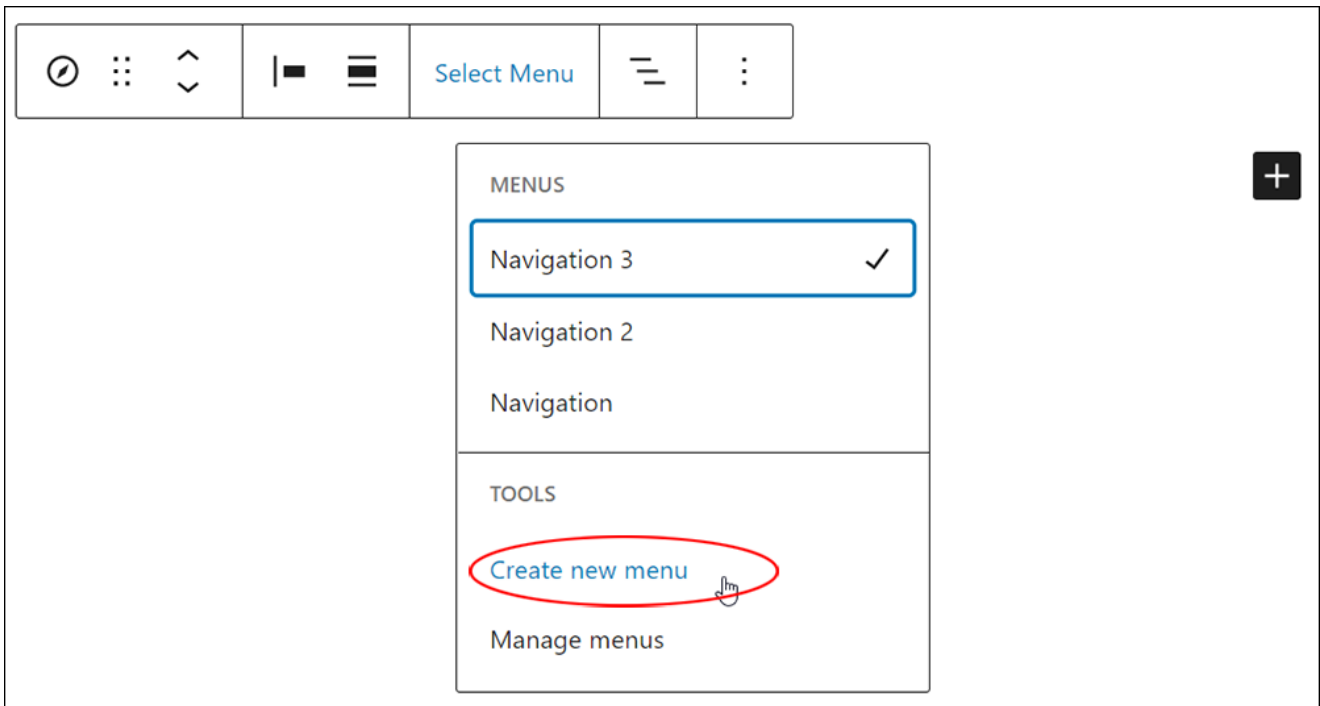 Select Menu
MENUS
Navigation 3
Navigation 2
Navigation
TOOLS
Create new menu
Manage menus